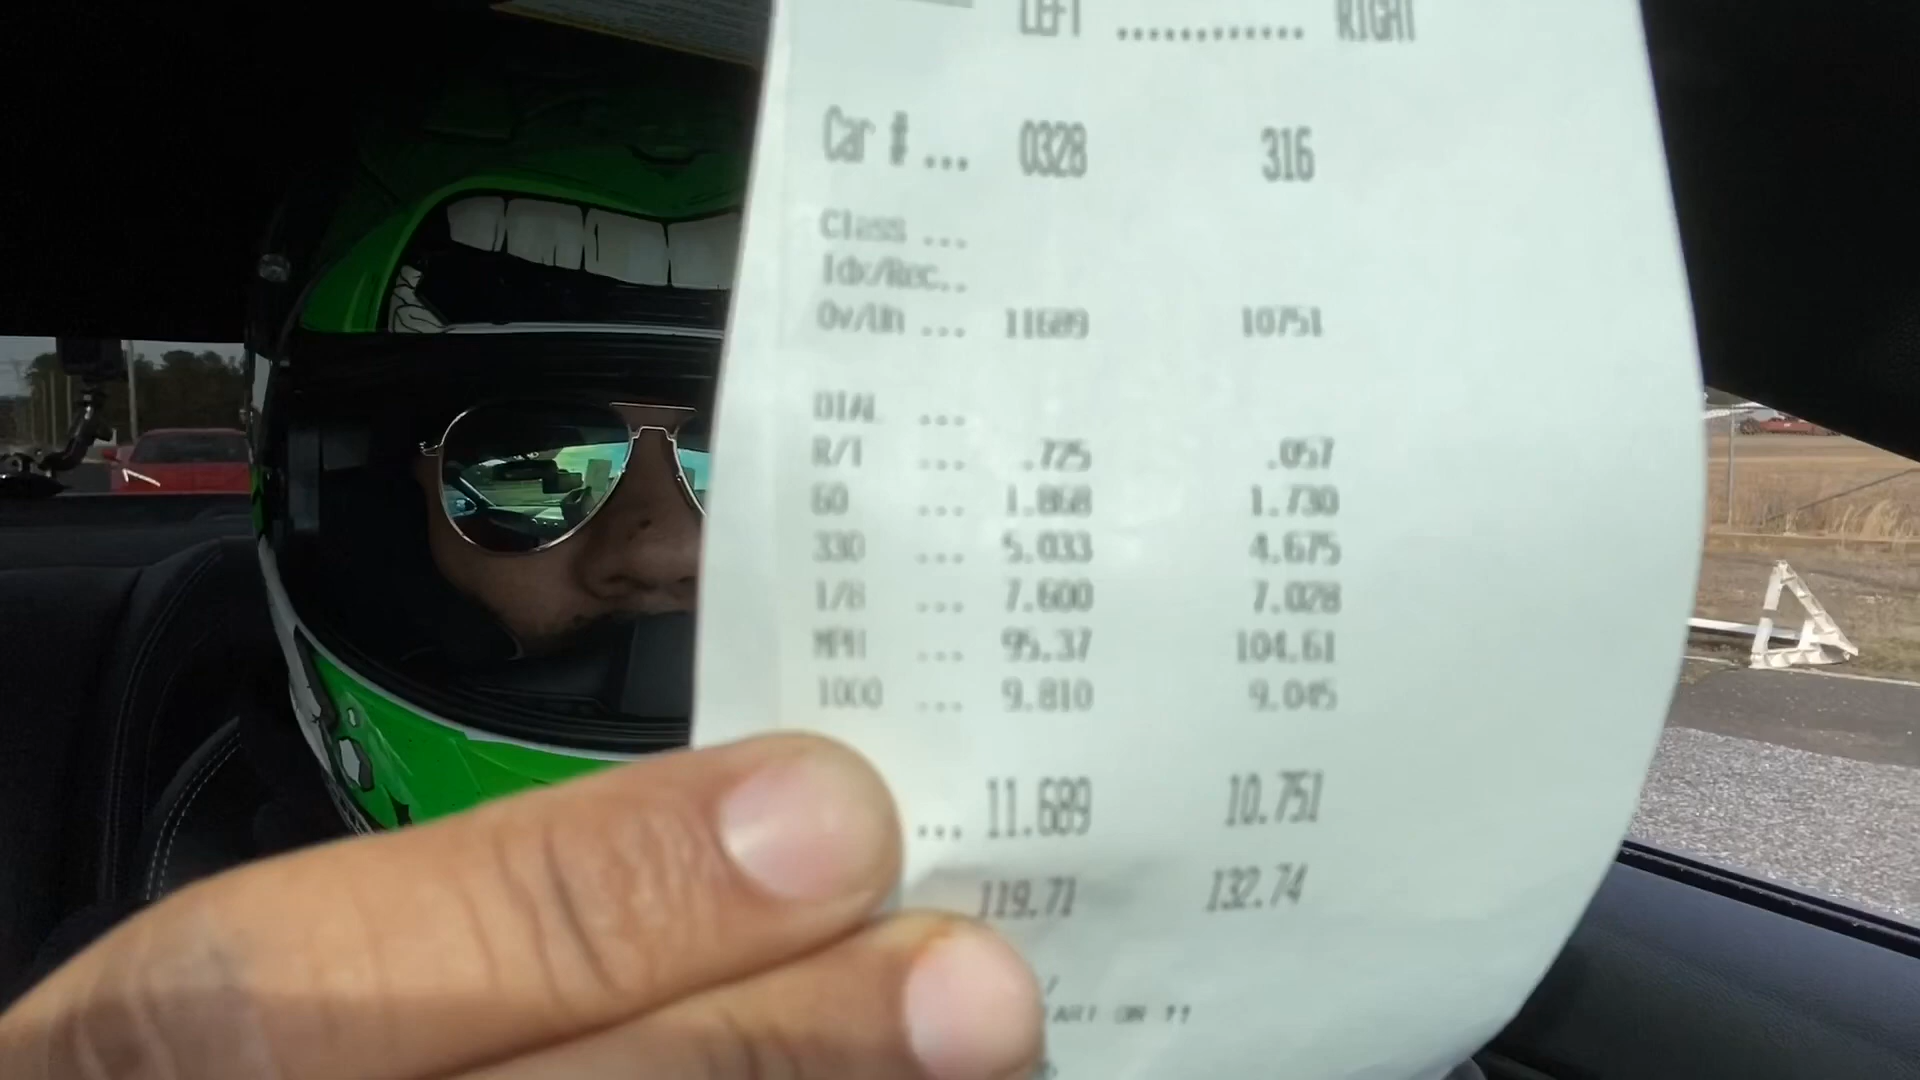 LEFT ............ RIGHT
Car # ... 0328 316
Class ...
Idx/Rec..
Ov/Un ... 11689 10751
DIAL ...
R/T ... .725 .057
60 ... 1.868 1.730
330 ... 5.033 4.675
1/8 ... 7.600 7.028
MPH ... 95.37 104.61
1000 ... 9.810 9.045
... 11.689 10.751
119.71 132.74